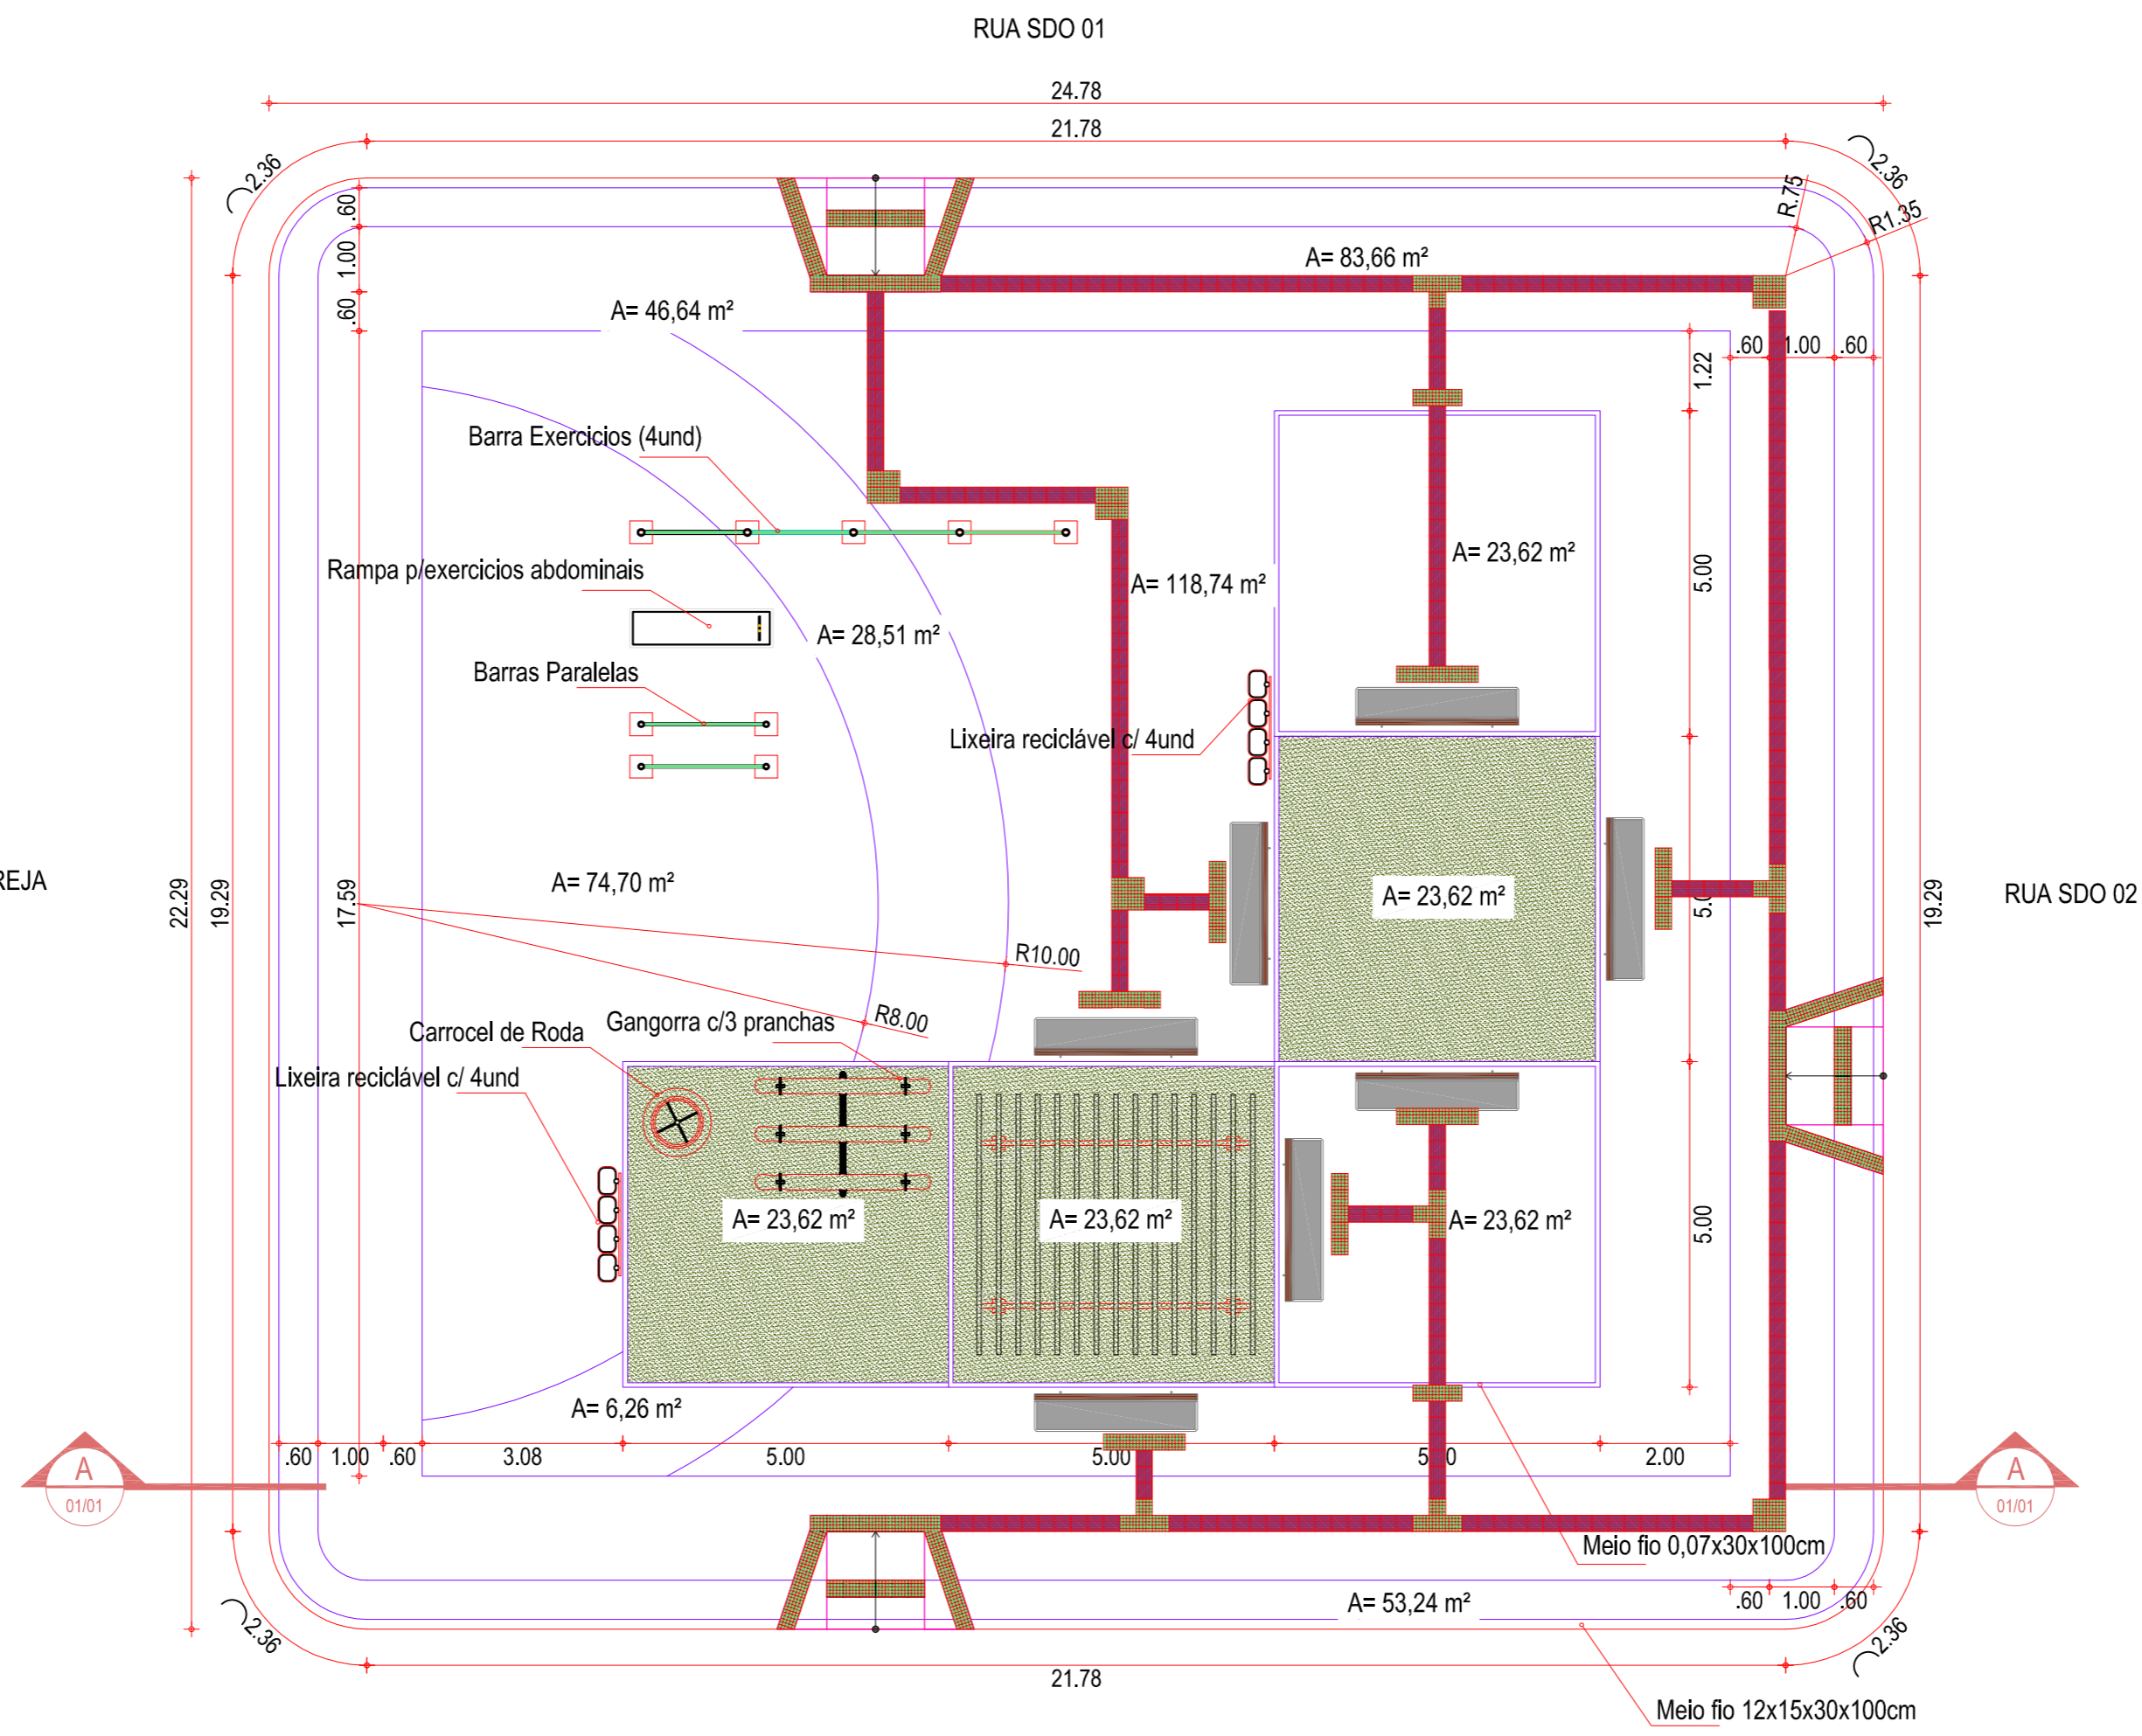 RUA SDO 01
24.78
21.78
2.36
2.36
R.75
R1.35
.60
1.00
.60
A= 83,66 m²
A= 46,64 m²
.60
1.00
.60
1.22
Barra Exercicios (4und)
Rampa p/exercicios abdominais
A= 23,62 m²
A= 118,74 m²
5.00
A= 28,51 m²
Barras Paralelas
Lixeira reciclável c/ 4und
REJA
22.29
19.29
17.59
A= 74,70 m²
A= 23,62 m²
19.29
RUA SDO 02
R10.00
R8.00
Carrocel de Roda
Gangorra c/3 pranchas
Lixeira reciclável c/ 4und
A= 23,62 m²
A= 23,62 m²
A= 23,62 m²
5.00
A= 6,26 m²
.60
1.00
.60
3.08
5.00
5.00
2.00
A
01/01
A
01/01
Meio fio 0,07x30x100cm
A= 53,24 m²
.60
1.00
.60
2.36
2.36
21.78
Meio fio 12x15x30x100cm